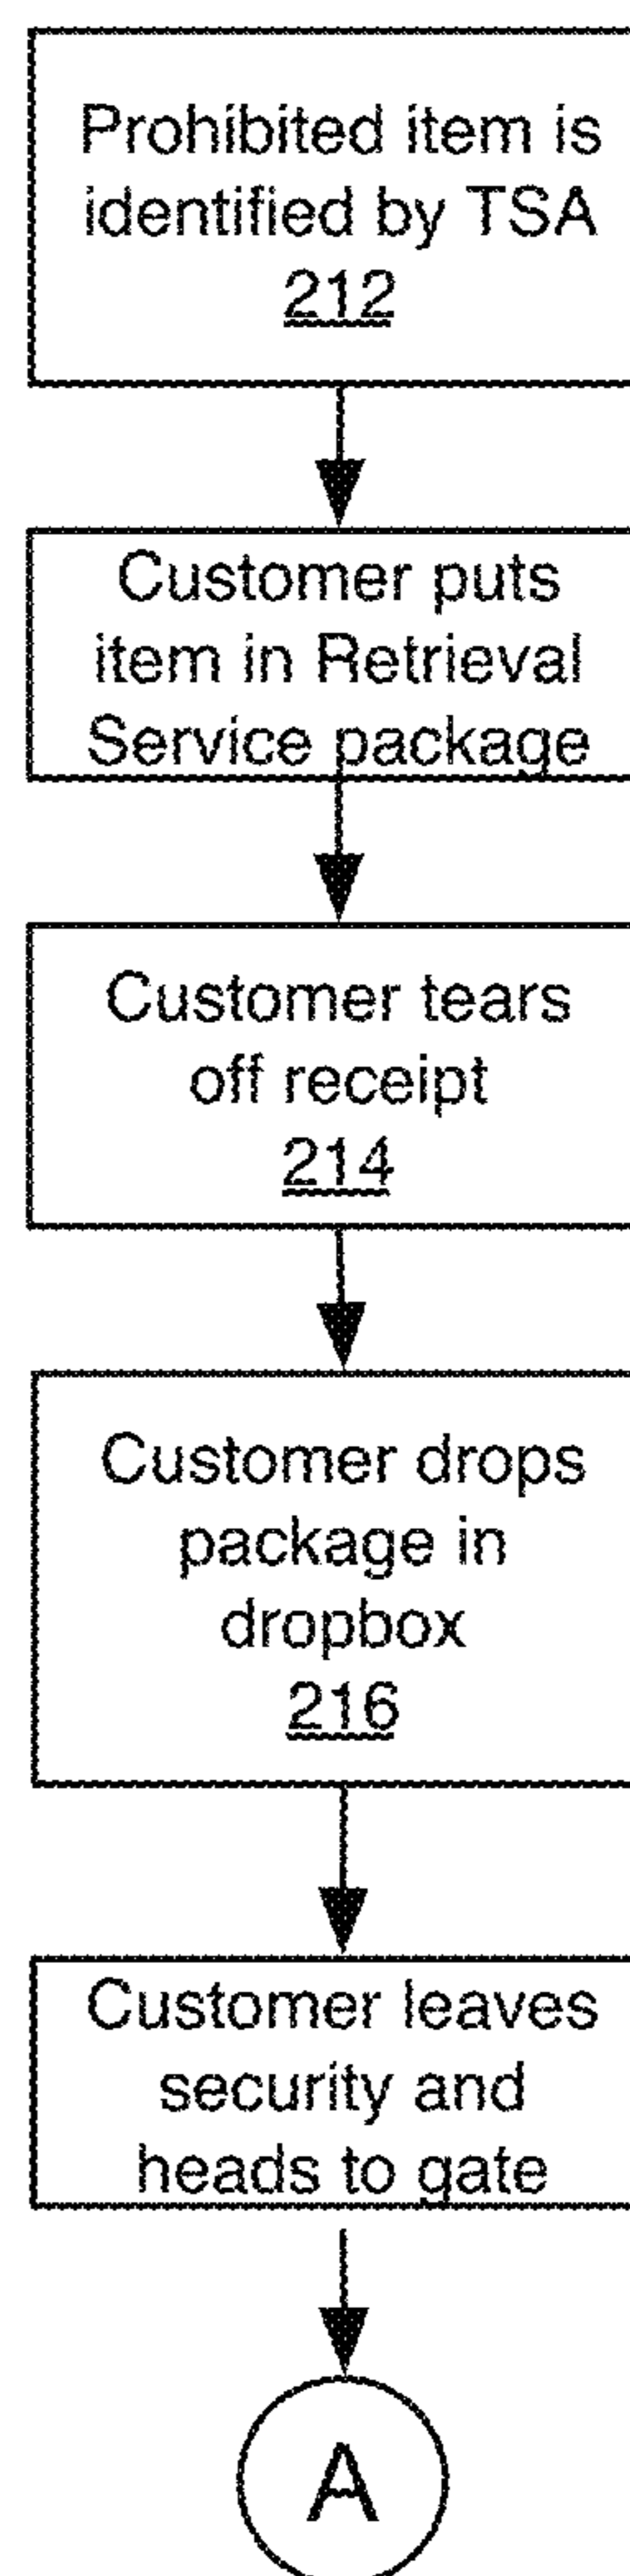 Prohibited item is
identified by TSA
212
Customer puts
item in Retrieval
Service package
Customer tears
off receipt
214
Customer drops
package in
dropbox
216
Customer leaves
security and
heads to gate
A